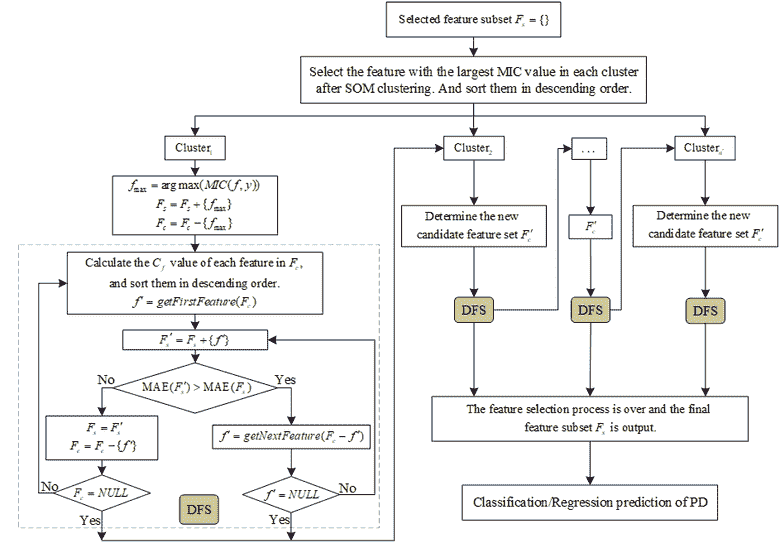 Selected feature subset F_s = {}
Select the feature with the largest MIC value in each cluster
after SOM clustering. And sort them in descending order.
Cluster_1
f_max = arg max(MIC(f, y))
F_s = F_s + {f_max}
F_c = F_c − {f_max}
Calculate the C_f value of each feature in F_c,
and sort them in descending order.
f' = getFirstFeature(F_c)
F_s' = F_s + {f'}
No
MAE(F_s') > MAE(F_s)
Yes
F_s = F_s'
F_c = F_c − {f'}
f' = getNextFeature(F_c − f')
No
F_c = NULL
Yes
DFS
f' = NULL
No
Yes
Cluster_2
Determine the new
candidate feature set F_c'
DFS
...
F_c'
DFS
Cluster_n'
Determine the new
candidate feature set F_c'
DFS
The feature selection process is over and the final
feature subset F_s is output.
Classification/Regression prediction of PD